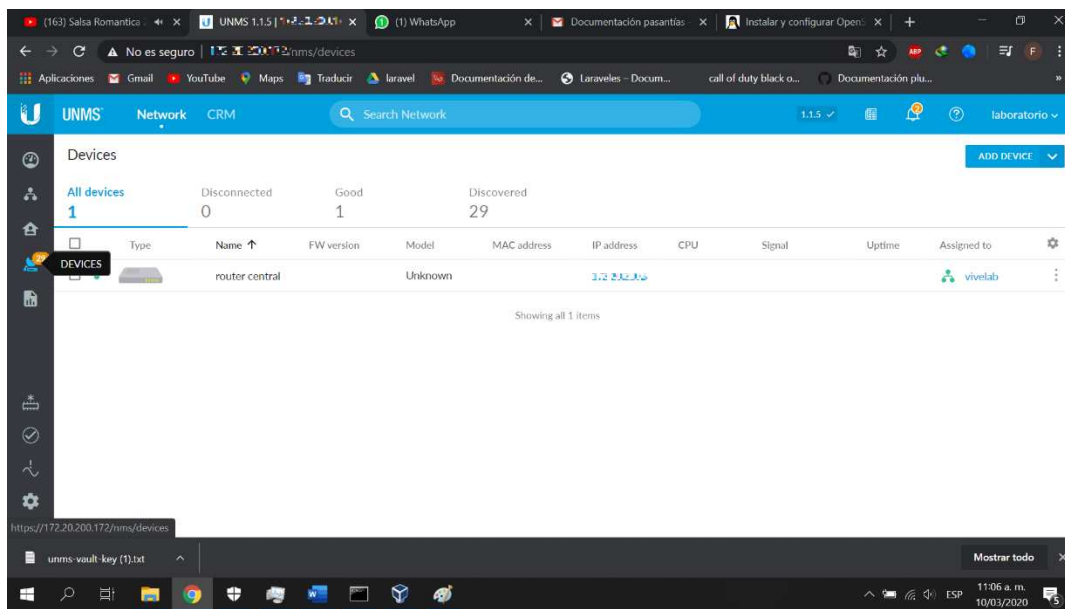 (163) Salsa Romantica
UNMS 1.1.5 |
(1) WhatsApp
Documentación pasantías -
Instalar y configurar Open
No es seguro
/nms/devices
ABP
F
Aplicaciones
Gmail
YouTube
Maps
Traducir
laravel
Documentación de...
Laraveles – Docum...
call of duty black o...
Documentación plu...
UNMS
Network
CRM
Search Network
1.1.5
laboratorio
Devices
ADD DEVICE
All devices Disconnected Good Discovered
1 0 1 29
Type Name FW version Model MAC address IP address CPU Signal Uptime Assigned to
29
DEVICES
router central Unknown vivelab
Showing all 1 items
https://172.20.200.172/nms/devices
unms-vault-key (1).txt
Mostrar todo
ESP
11:06 a. m.
10/03/2020
5